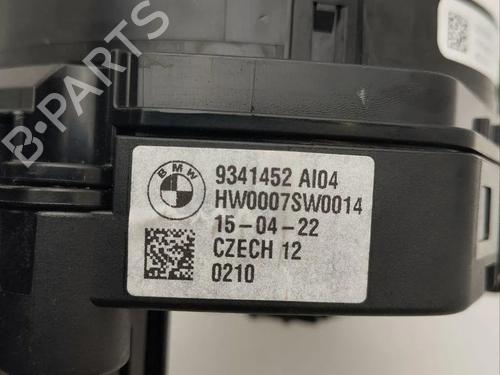 B-PARTS
BMW
9341452 AI04
HW0007SW0014
15-04-22
CZECH 12
0210